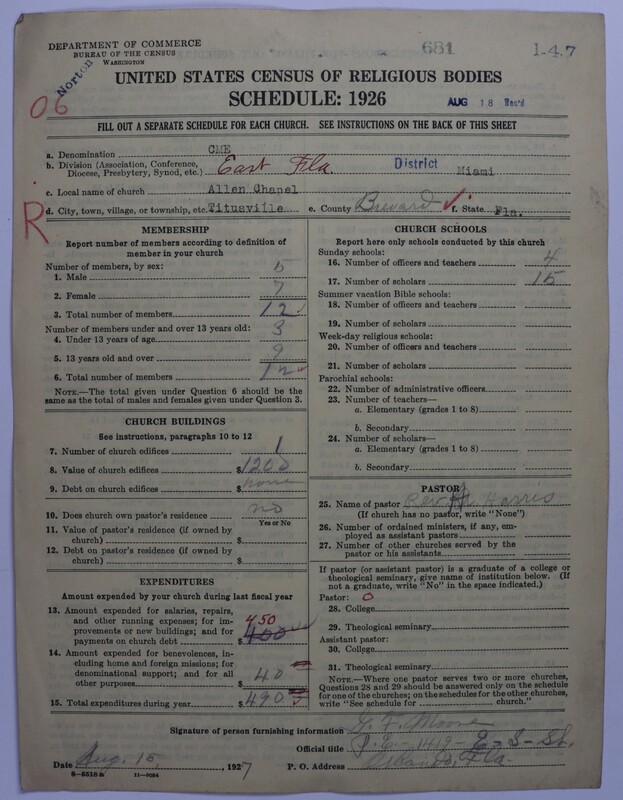 DEPARTMENT OF COMMERCE
BUREAU OF THE CENSUS
WASHINGTON
Norton
06
681
1-4.7
UNITED STATES CENSUS OF RELIGIOUS BODIES
SCHEDULE: 1926
AUG 18 Rec'd
FILL OUT A SEPARATE SCHEDULE FOR EACH CHURCH. SEE INSTRUCTIONS ON THE BACK OF THIS SHEET
a. Denomination CME
b. Division (Association, Conference, Diocese, Presbytery, Synod, etc.) East Fla. District Miami
c. Local name of church Allen Chapel
R
d. City, town, village, or township, etc. Titusville e. County Brevard f. State Fla.
MEMBERSHIP
Report number of members according to definition of
member in your church
Number of members, by sex:
1. Male 5
2. Female 7
3. Total number of members 12
Number of members under and over 13 years old:
4. Under 13 years of age 3
5. 13 years old and over 9
6. Total number of members 12
NOTE.—The total given under Question 6 should be
same as the total of males and females given under Question 3.
CHURCH BUILDINGS
See instructions, paragraphs 10 to 12
7. Number of church edifices 1
8. Value of church edifices $1200
9. Debt on church edifices $ none
10. Does church own pastor's residence no
Yes or No
11. Value of pastor's residence (if owned by
church) $
12. Debt on pastor's residence (if owned by
church) $
EXPENDITURES
Amount expended by your church during last fiscal year
13. Amount expended for salaries, repairs,
and other running expenses; for im- 450
provements or new buildings; and for
payments on church debt $ 400
14. Amount expended for benevolences, in-
cluding home and foreign missions; for
denominational support; and for all
other purposes 40
15. Total expenditures during year $490
CHURCH SCHOOLS
Report here only schools conducted by this church
Sunday schools:
16. Number of officers and teachers 4
17. Number of scholars 15
Summer vacation Bible schools:
18. Number of officers and teachers
19. Number of scholars
Week-day religious schools:
20. Number of officers and teachers
21. Number of scholars
Parochial schools:
22. Number of administrative officers
23. Number of teachers—
a. Elementary (grades 1 to 8)
b. Secondary
24. Number of scholars—
a. Elementary (grades 1 to 8)
b. Secondary
PASTOR
25. Name of pastor Rev Harris
(If church has no pastor, write "None")
26. Number of ordained ministers, if any, em-
ployed as assistant pastors
27. Number of other churches served by the
pastor or his assistants
If pastor (or assistant pastor) is a graduate of a college or
theological seminary, give name of institution below. (If
not a graduate, write "No" in the space indicated.)
Pastor: 0
28. College
29. Theological seminary
Assistant pastor:
30. College
31. Theological seminary
NOTE.—Where one pastor serves two or more churches,
Questions 28 and 29 should be answered only on the schedule
for one of the churches; on the schedules for the other churches,
write "See schedule for church."
Signature of person furnishing information Moore
Official title P. E. - 1419 - E - S - St.
Date Aug. 15, 1927 P. O. Address Fla.
8-5518a 11-9084